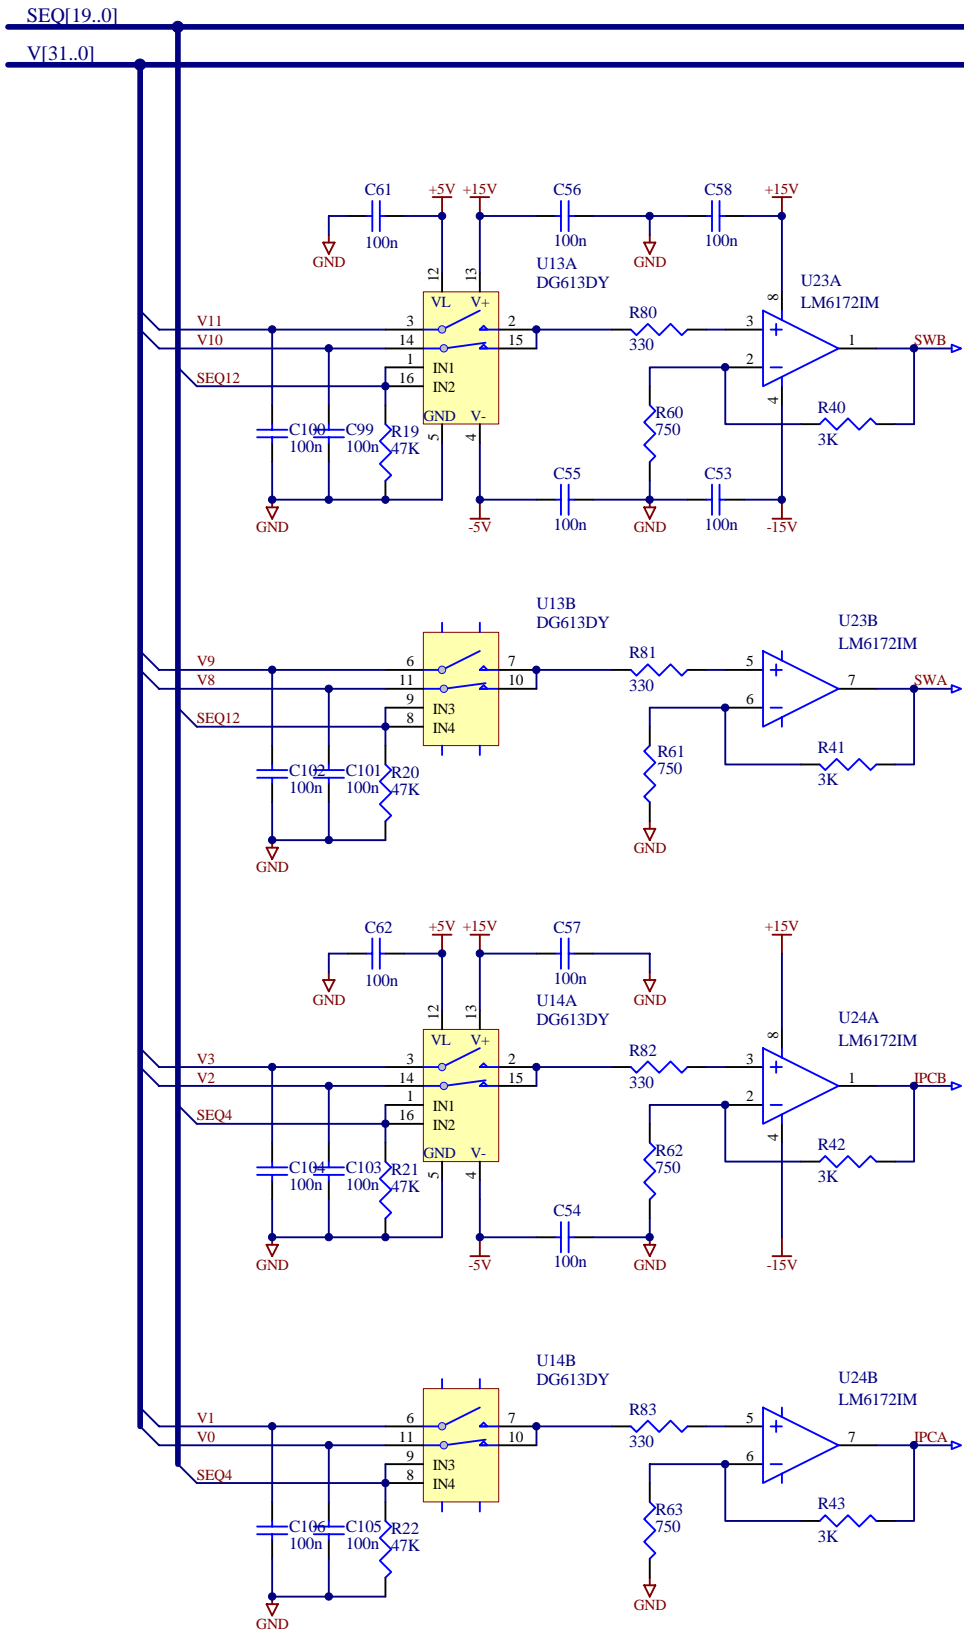 SEQ[19..0]
V[31..0]
C61
+5V
+15V
C56
C58
+15V
100n
100n
100n
GND
GND
U13A
DG613DY
12
13
U23A
LM6172IM
8
VL
V+
V11
3
2
R80
330
3
1
SWB
V10
14
15
1
IN1
2
SEQ12
16
IN2
4
GND
V-
R60
750
R40
3K
C100
100n
C99
100n
R19
47K
5
4
C55
100n
C53
100n
GND
-5V
GND
-15V
U13B
DG613DY
U23B
LM6172IM
V9
6
7
R81
330
5
7
SWA
V8
11
10
9
IN3
6
SEQ12
8
IN4
R61
750
R41
3K
C102
100n
C101
100n
R20
47K
GND
GND
C62
+5V
+15V
C57
+15V
100n
100n
GND
GND
U14A
DG613DY
12
13
U24A
LM6172IM
8
VL
V+
V3
3
2
R82
330
3
1
IPCB
V2
14
15
1
IN1
2
SEQ4
16
IN2
4
GND
V-
R62
750
R42
3K
C104
100n
C103
100n
R21
47K
5
4
C54
100n
GND
-5V
GND
-15V
U14B
DG613DY
U24B
LM6172IM
V1
6
7
R83
330
5
7
IPCA
V0
11
10
9
IN3
6
SEQ4
8
IN4
R63
750
R43
3K
C106
100n
C105
100n
R22
47K
GND
GND